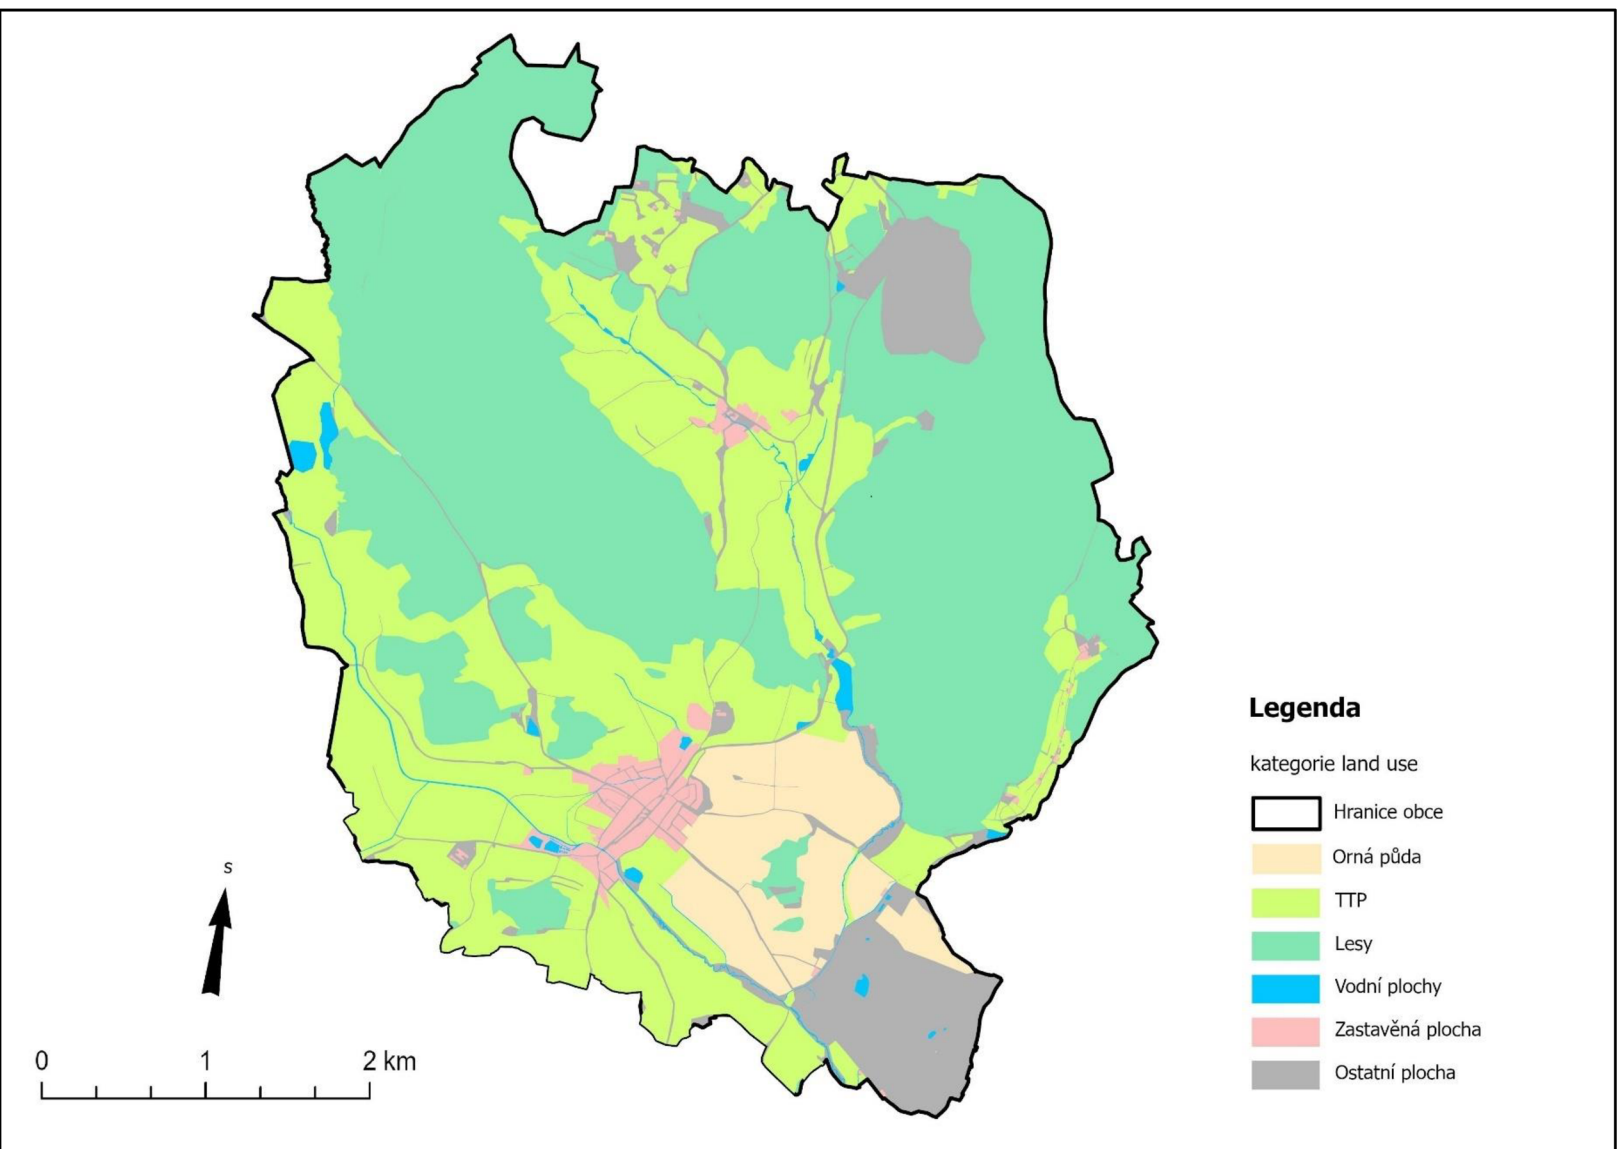 Legenda
kategorie land use
Hranice obce
Orná půda
TTP
Lesy
Vodní plochy
Zastavěná plocha
Ostatní plocha
S
0 1 2 km